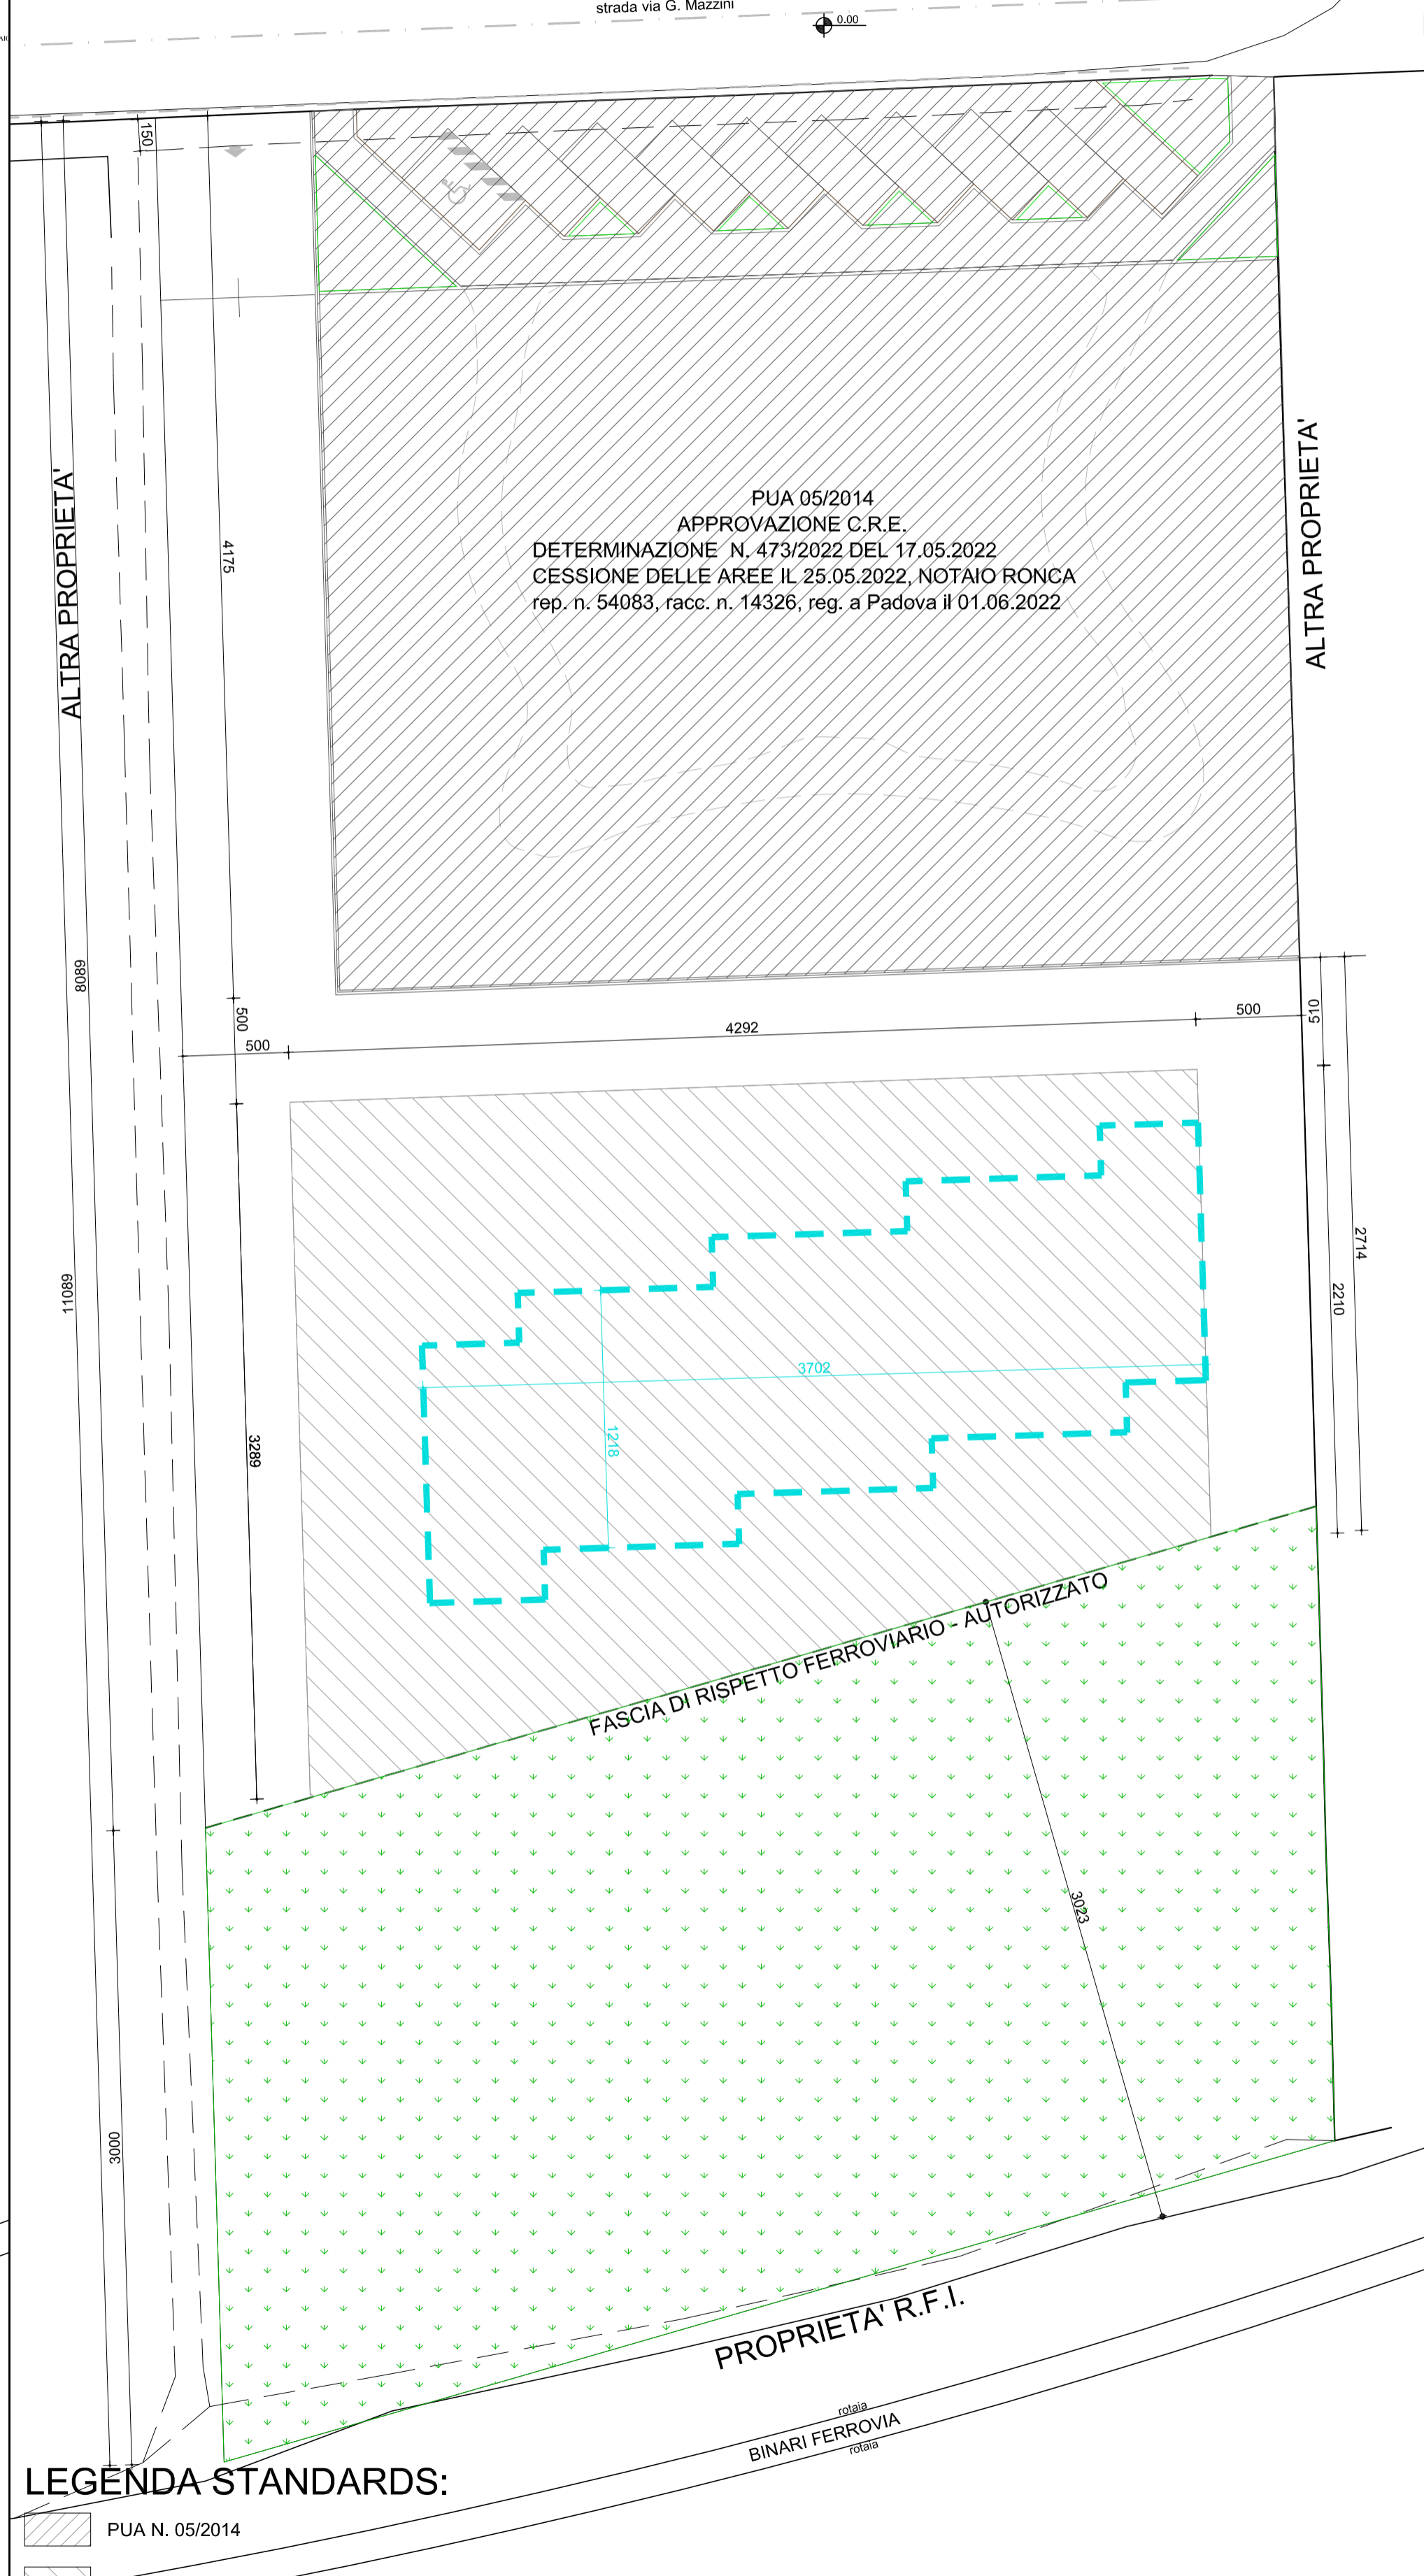 strada via G. Mazzini
0.00
150
ALTRA PROPRIETA'
ALTRA PROPRIETA'
4175
PUA 05/2014
APPROVAZIONE C.R.E.
DETERMINAZIONE N. 473/2022 DEL 17.05.2022
CESSIONE DELLE AREE IL 25.05.2022, NOTAIO RONCA
rep. n. 54083, racc. n. 14326, reg. a Padova il 01.06.2022
8089
500
500
4292
500
510
11089
2714
2210
3702
1218
3289
FASCIA DI RISPETTO FERROVIARIO - AUTORIZZATO
3023
3000
PROPRIETA' R.F.I.
rotaia
BINARI FERROVIA
rotaia
LEGENDA STANDARDS:
PUA N. 05/2014